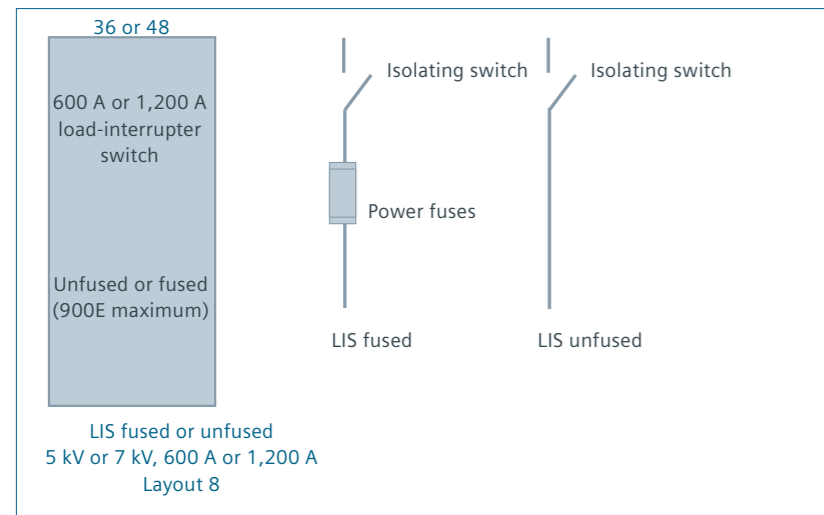 36 or 48
600 A or 1,200 A
load-interrupter
switch
Unfused or fused
(900E maximum)
LIS fused or unfused
5 kV or 7 kV, 600 A or 1,200 A
Layout 8
Isolating switch
Power fuses
LIS fused
Isolating switch
LIS unfused